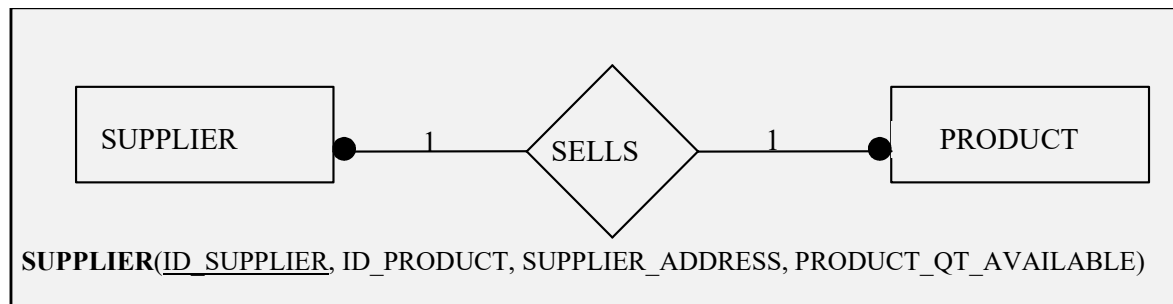 SUPPLIER 1 SELLS 1 PRODUCT
SUPPLIER(ID_SUPPLIER, ID_PRODUCT, SUPPLIER_ADDRESS, PRODUCT_QT_AVAILABLE)